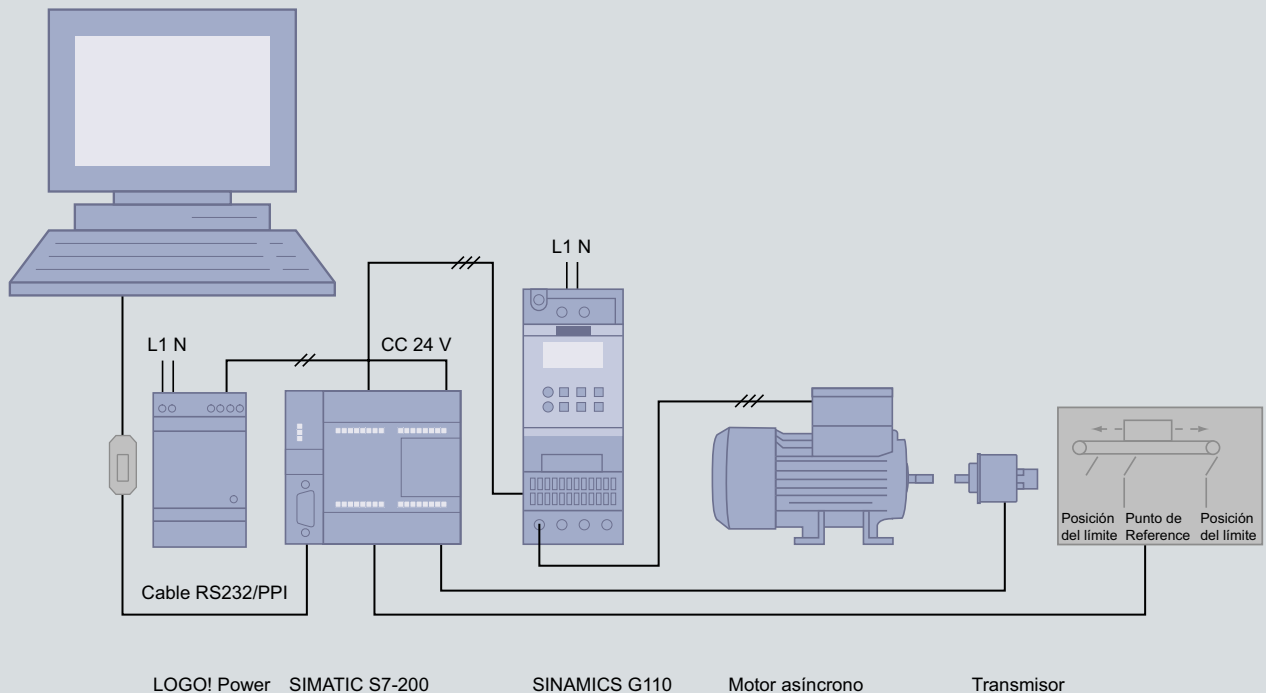 L1 N
L1 N
CC 24 V
Posición
del límite
Punto de
Reference
Posición
del límite
Cable RS232/PPI
LOGO! Power
SIMATIC S7-200
SINAMICS G110
Motor asíncrono
Transmisor